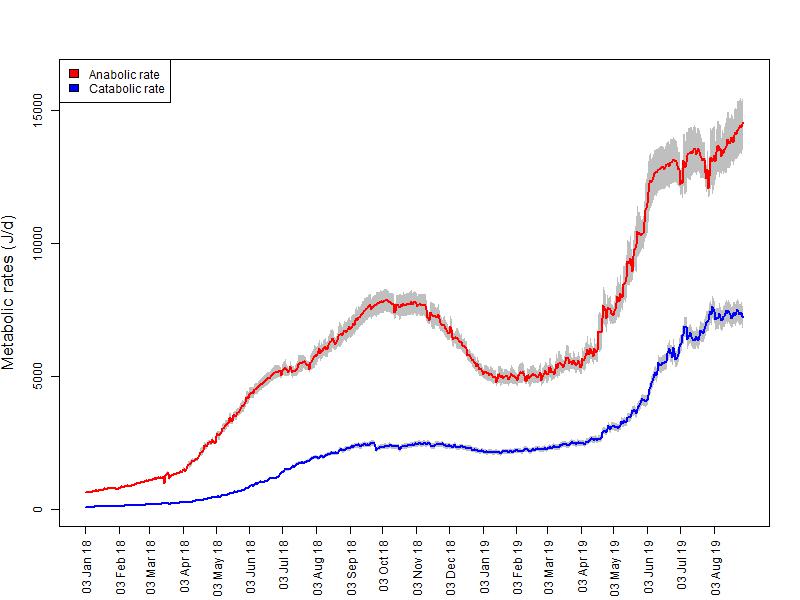 Anabolic rate
Catabolic rate
Metabolic rates (J/d)
15000
10000
5000
0
03 Jan 18
03 Feb 18
03 Mar 18
03 Apr 18
03 May 18
03 Jun 18
03 Jul 18
03 Aug 18
03 Sep 18
03 Oct 18
03 Nov 18
03 Dec 18
03 Jan 19
03 Feb 19
03 Mar 19
03 Apr 19
03 May 19
03 Jun 19
03 Jul 19
03 Aug 19